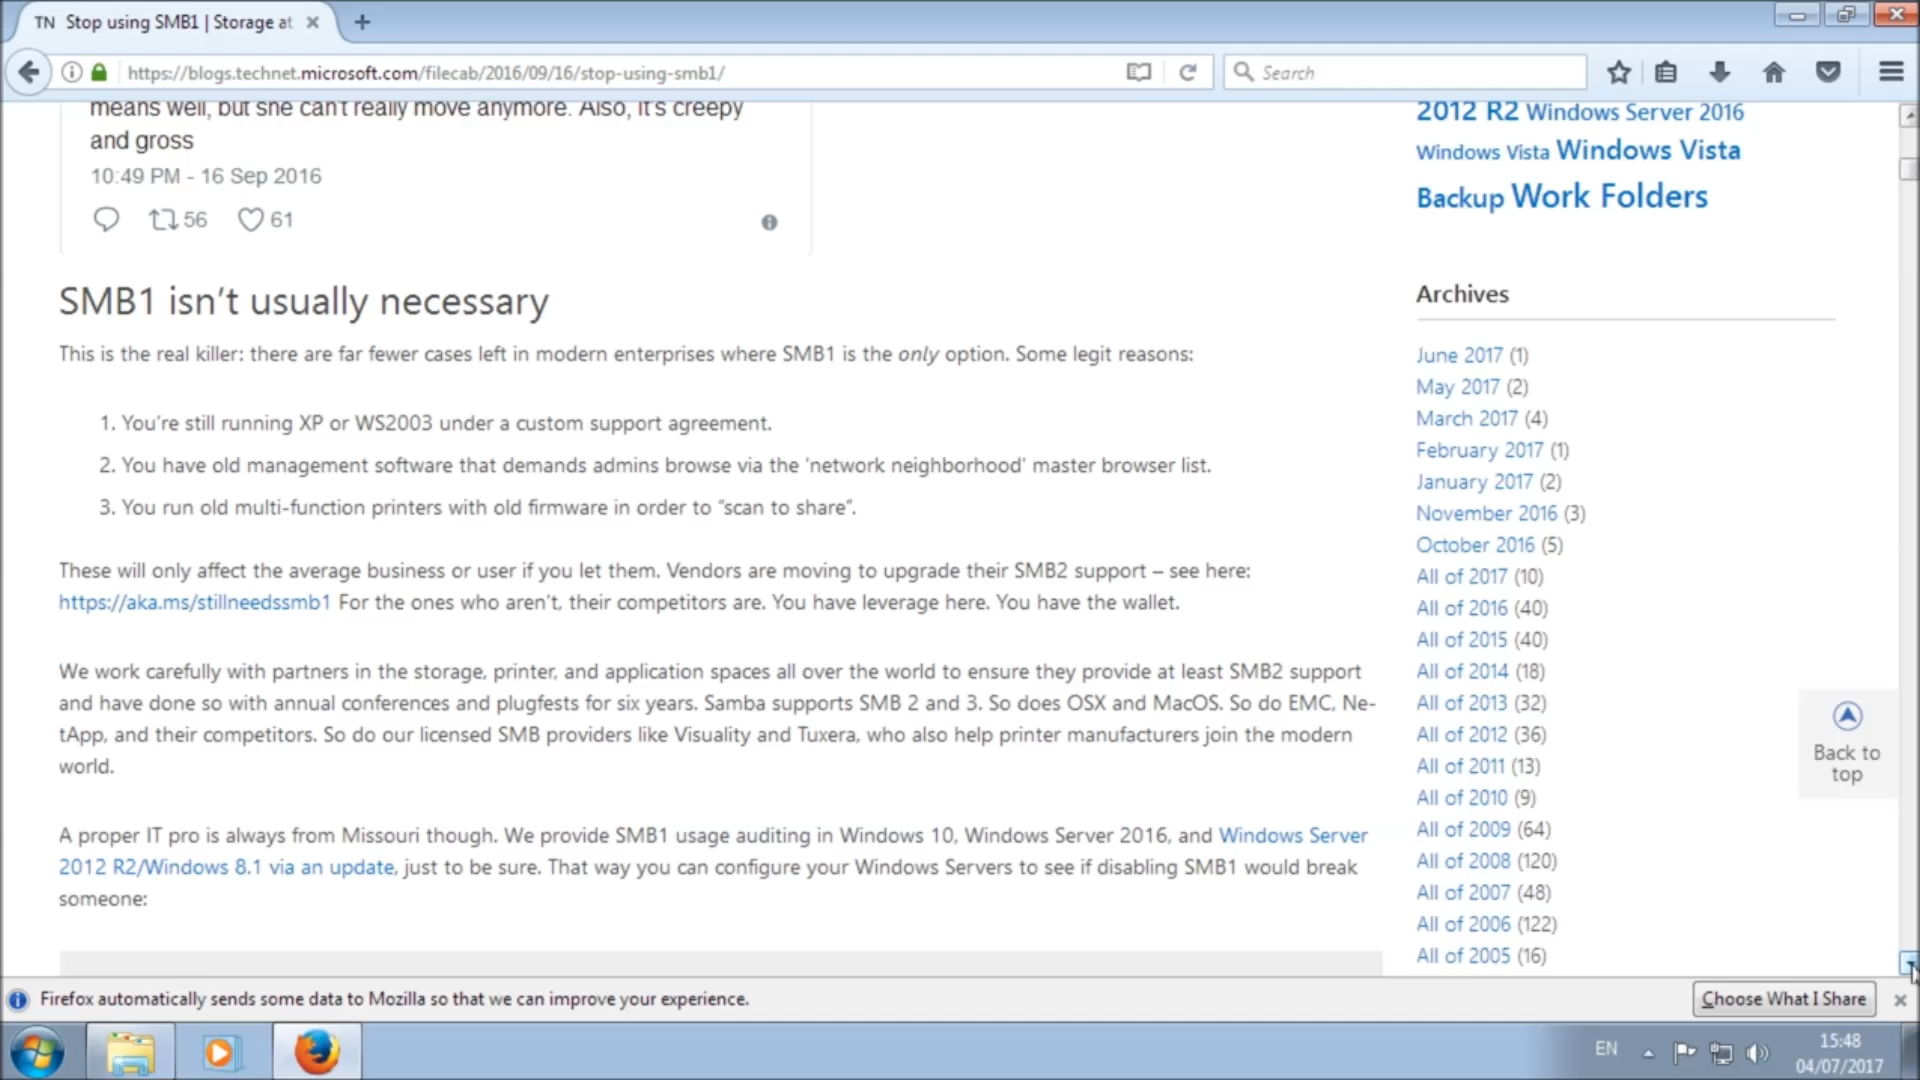 TN Stop using SMB1 | Storage at
https://blogs.technet.microsoft.com/filecab/2016/09/16/stop-using-smb1/
Search
means well, but she can't really move anymore. Also, it's creepy
and gross
10:49 PM - 16 Sep 2016
56 61
SMB1 isn't usually necessary
This is the real killer: there are far fewer cases left in modern enterprises where SMB1 is the only option. Some legit reasons:
1. You're still running XP or WS2003 under a custom support agreement.
2. You have old management software that demands admins browse via the 'network neighborhood' master browser list.
3. You run old multi-function printers with old firmware in order to "scan to share".
These will only affect the average business or user if you let them. Vendors are moving to upgrade their SMB2 support – see here:
https://aka.ms/stillneedssmb1 For the ones who aren't, their competitors are. You have leverage here. You have the wallet.
We work carefully with partners in the storage, printer, and application spaces all over the world to ensure they provide at least SMB2 support
and have done so with annual conferences and plugfests for six years. Samba supports SMB 2 and 3. So does OSX and MacOS. So do EMC, Ne-
tApp, and their competitors. So do our licensed SMB providers like Visuality and Tuxera, who also help printer manufacturers join the modern
world.
A proper IT pro is always from Missouri though. We provide SMB1 usage auditing in Windows 10, Windows Server 2016, and Windows Server
2012 R2/Windows 8.1 via an update, just to be sure. That way you can configure your Windows Servers to see if disabling SMB1 would break
someone:
2012 R2 Windows Server 2016
Windows Vista Windows Vista
Backup Work Folders
Archives
June 2017 (1)
May 2017 (2)
March 2017 (4)
February 2017 (1)
January 2017 (2)
November 2016 (3)
October 2016 (5)
All of 2017 (10)
All of 2016 (40)
All of 2015 (40)
All of 2014 (18)
All of 2013 (32)
All of 2012 (36)
All of 2011 (13)
All of 2010 (9)
All of 2009 (64)
All of 2008 (120)
All of 2007 (48)
All of 2006 (122)
All of 2005 (16)
Back to
top
Firefox automatically sends some data to Mozilla so that we can improve your experience.
Choose What I Share
EN
15:48
04/07/2017